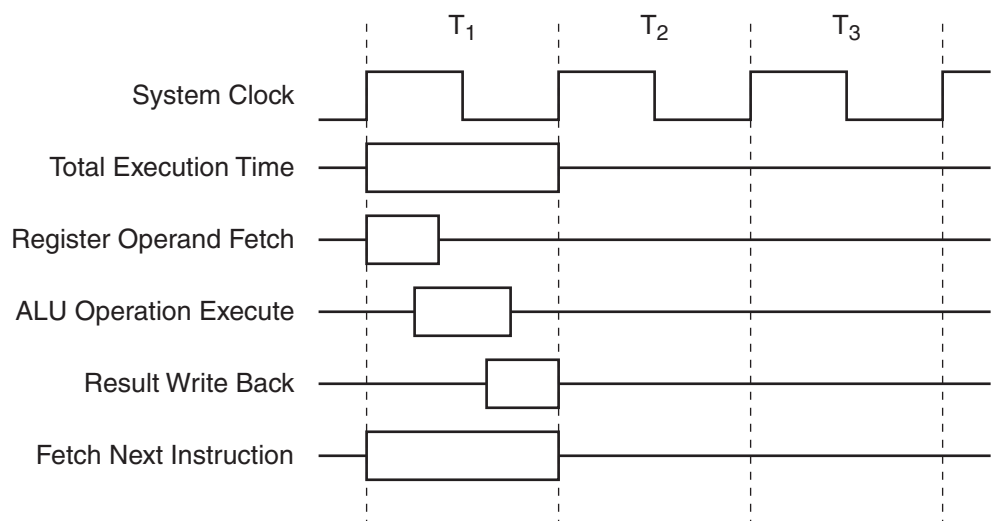 T1 T2 T3
System Clock
Total Execution Time
Register Operand Fetch
ALU Operation Execute
Result Write Back
Fetch Next Instruction